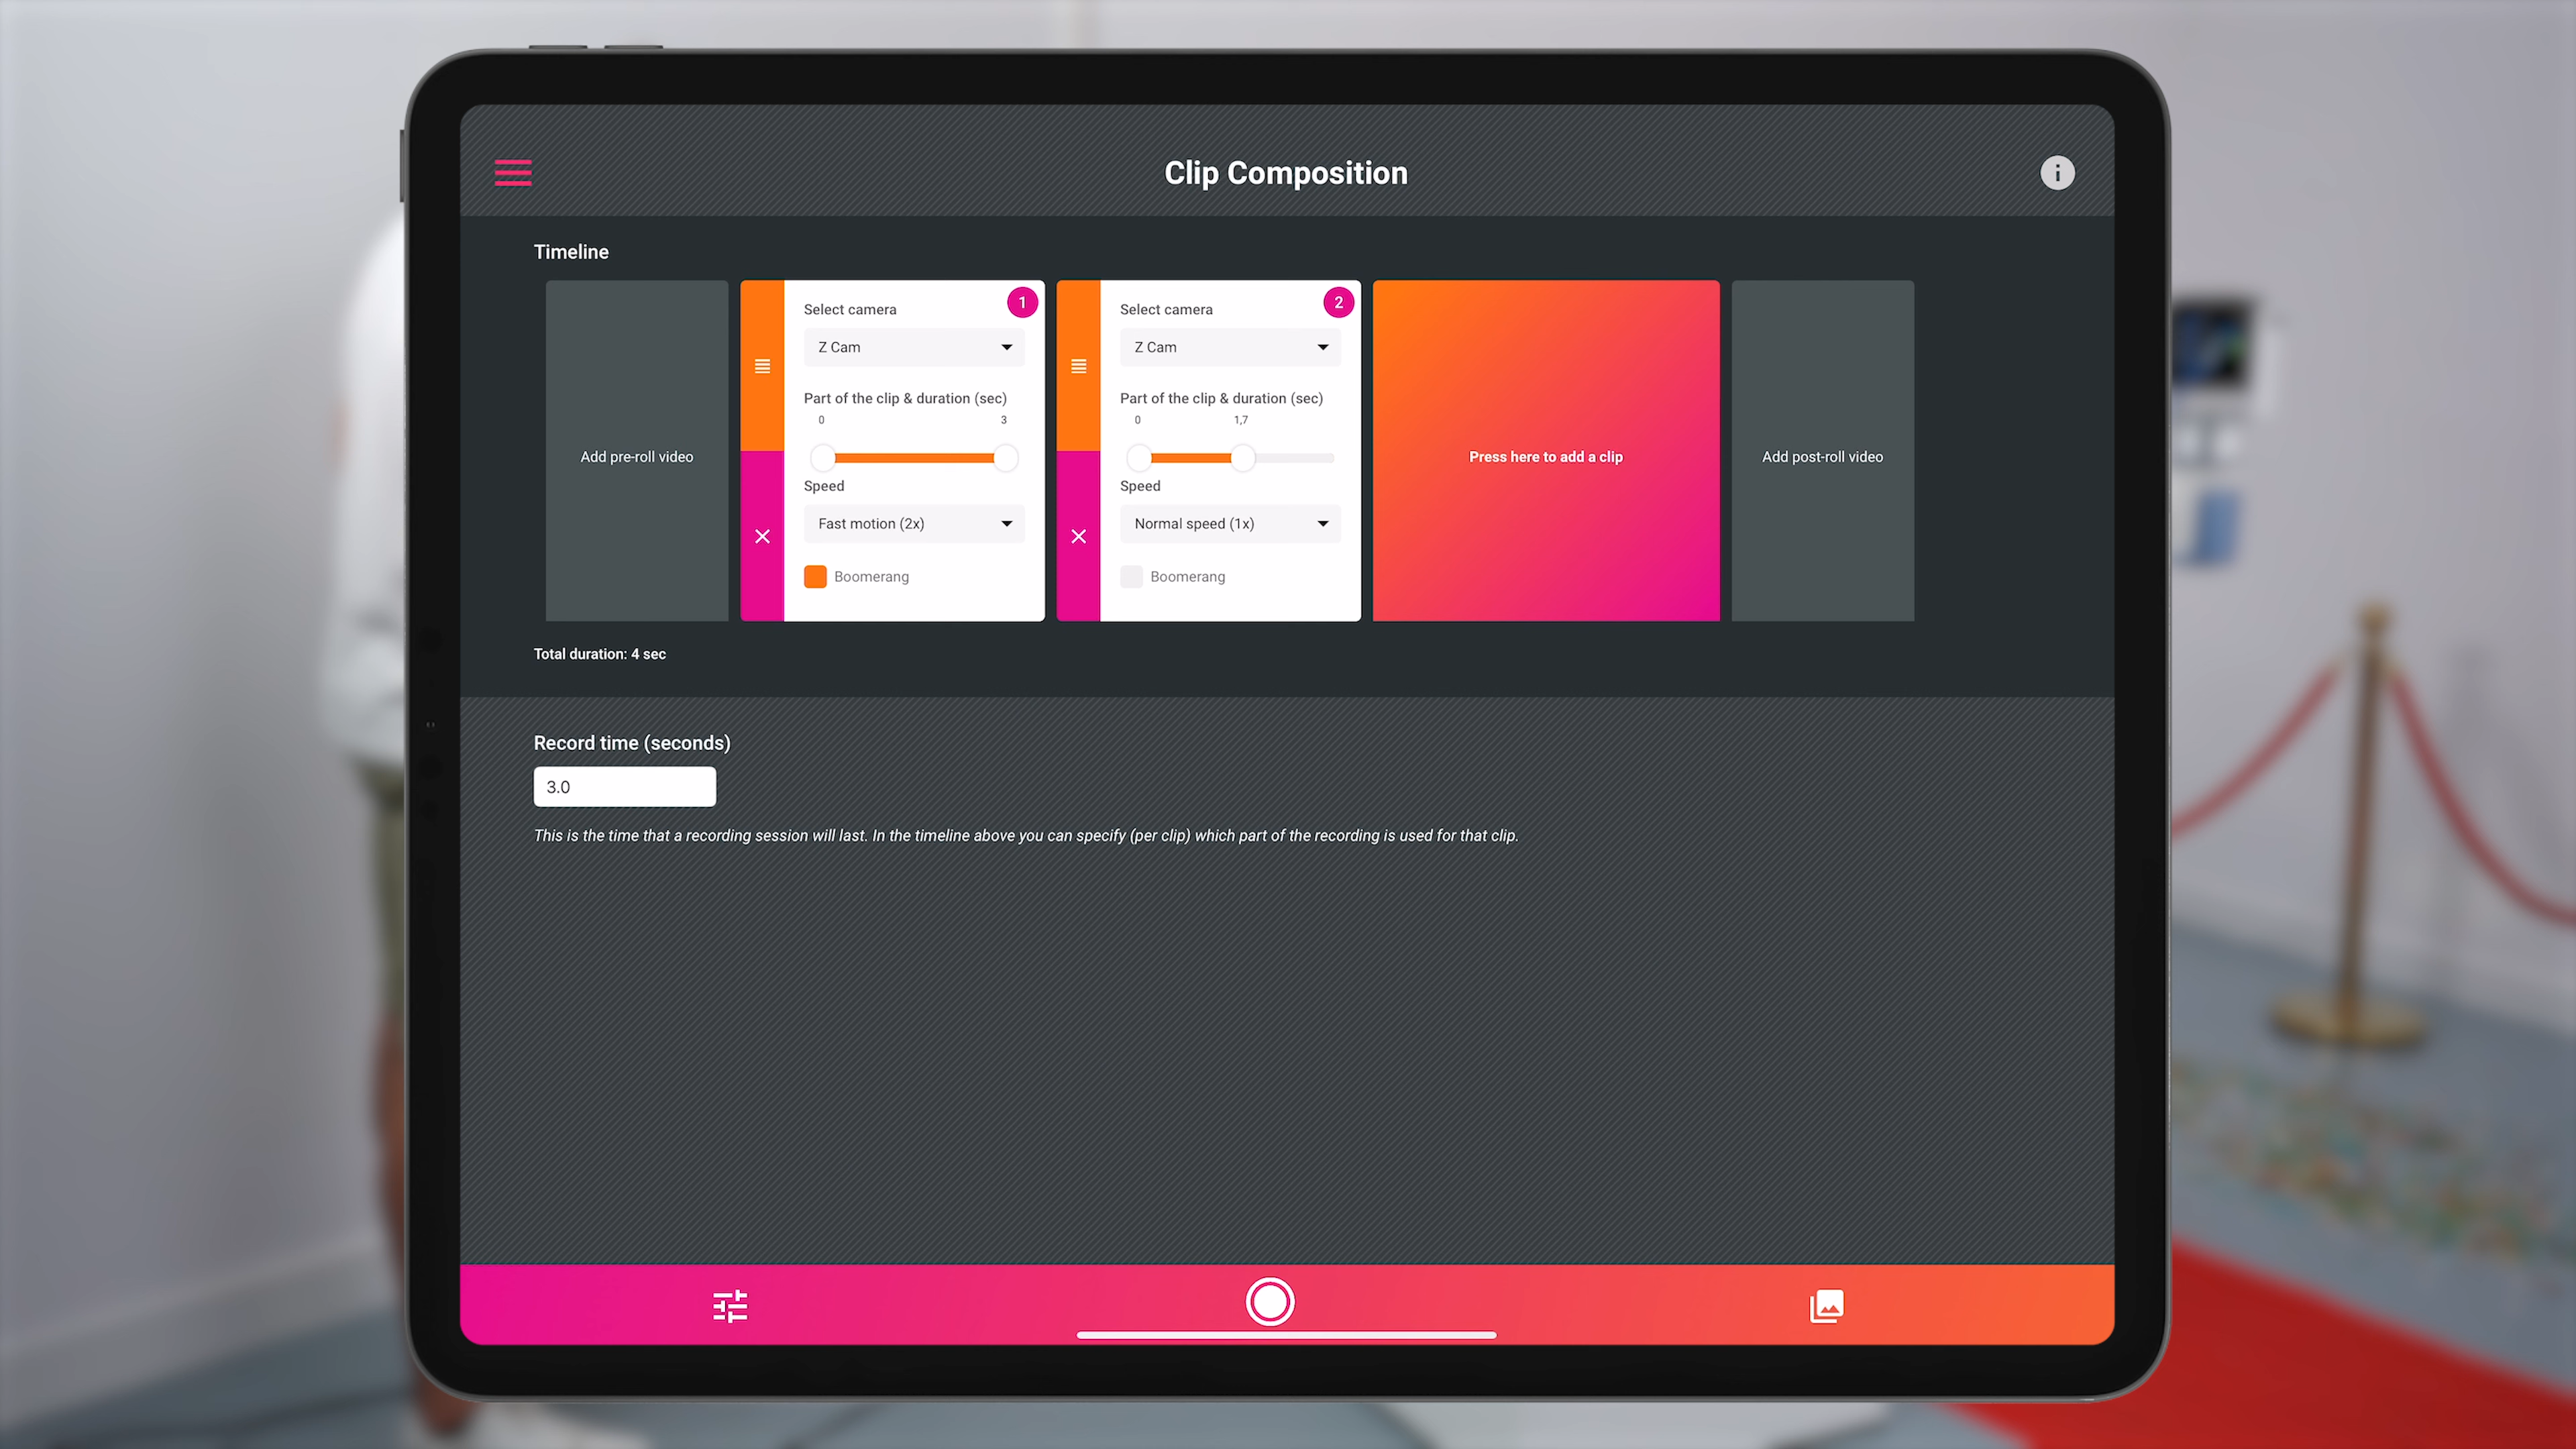 Clip Composition
i
Timeline
Add pre-roll video
1
Select camera
Z Cam
Part of the clip & duration (sec)
0 3
Speed
Fast motion (2x)
Boomerang
2
Select camera
Z Cam
Part of the clip & duration (sec)
0 1,7
Speed
Normal speed (1x)
Boomerang
Press here to add a clip
Add post-roll video
Total duration: 4 sec
Record time (seconds)
3.0
This is the time that a recording session will last. In the timeline above you can specify (per clip) which part of the recording is used for that clip.